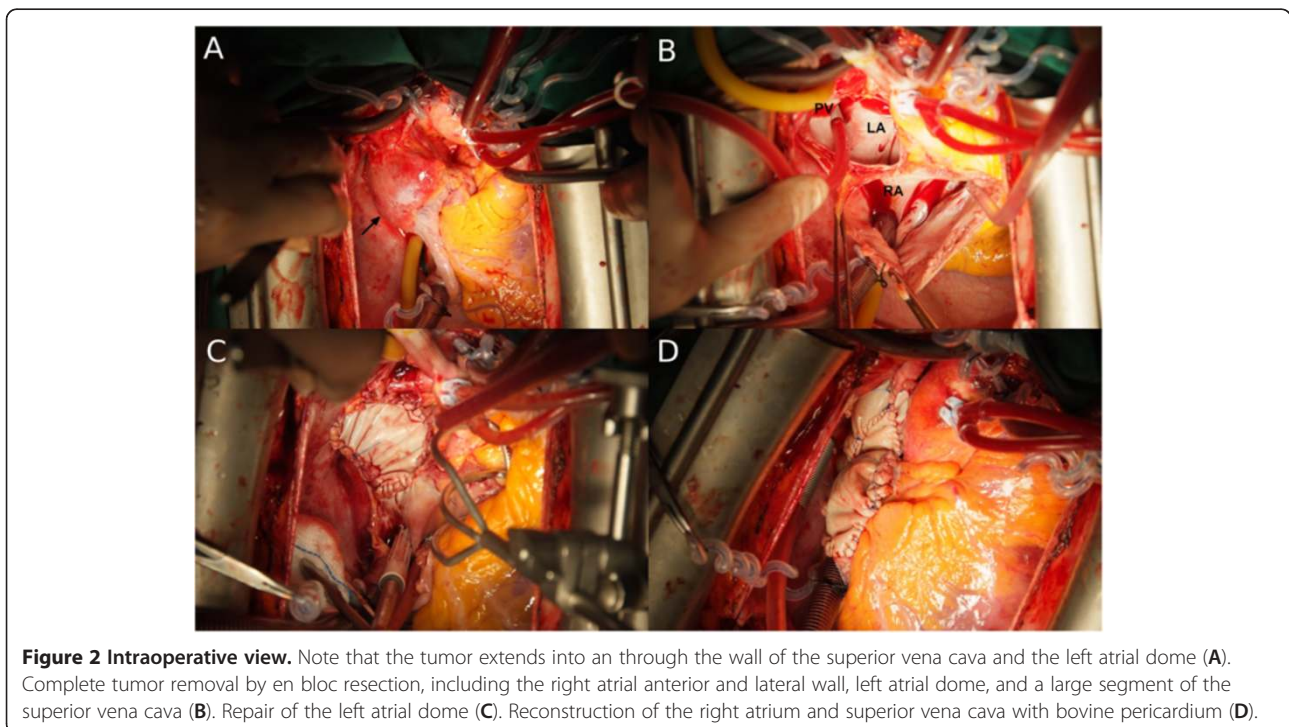 A
B
PV
LA
RA
C
D
Figure 2 Intraoperative view. Note that the tumor extends into an through the wall of the superior vena cava and the left atrial dome (A).
Complete tumor removal by en bloc resection, including the right atrial anterior and lateral wall, left atrial dome, and a large segment of the
superior vena cava (B). Repair of the left atrial dome (C). Reconstruction of the right atrium and superior vena cava with bovine pericardium (D).